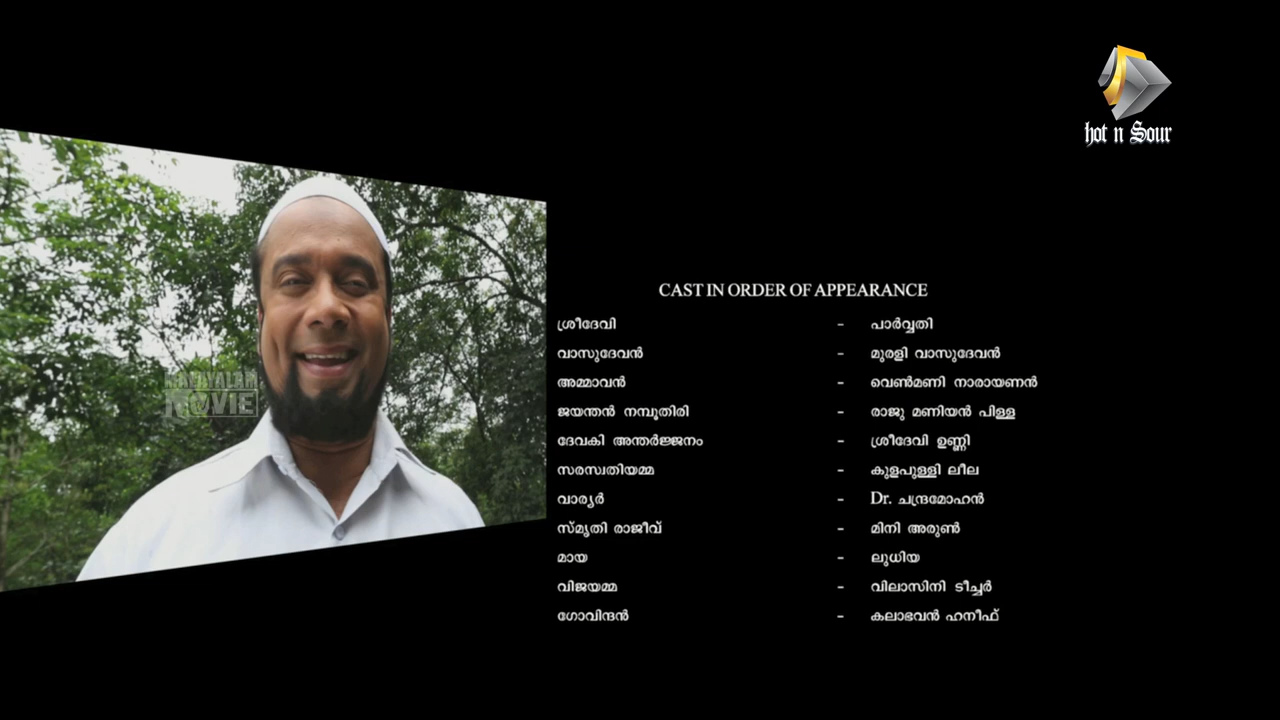 hot n Sour
MALAYALAM
MOVIE
CAST IN ORDER OF APPEARANCE
ശ്രീദേവി – പാർവ്വതി
വാസുദേവൻ – മുരളി വാസുദേവൻ
അമ്മാവൻ – വെൺമണി നാരായണൻ
ജയന്തൻ നമ്പൂതിരി – രാജു മണിയൻ പിള്ള
ദേവകി അന്തർജ്ജനം – ശ്രീദേവി ഉണ്ണി
സരസ്വതിയമ്മ – കുളപുള്ളി ലീല
വാര്യർ – Dr. ചന്ദ്രമോഹൻ
സ്മൃതി രാജീവ് – മിനി അരുൺ
മായ – ലുധിയ
വിജയമ്മ – വിലാസിനി ടീച്ചർ
ഗോവിന്ദൻ – കലാഭവൻ ഹനീഫ്